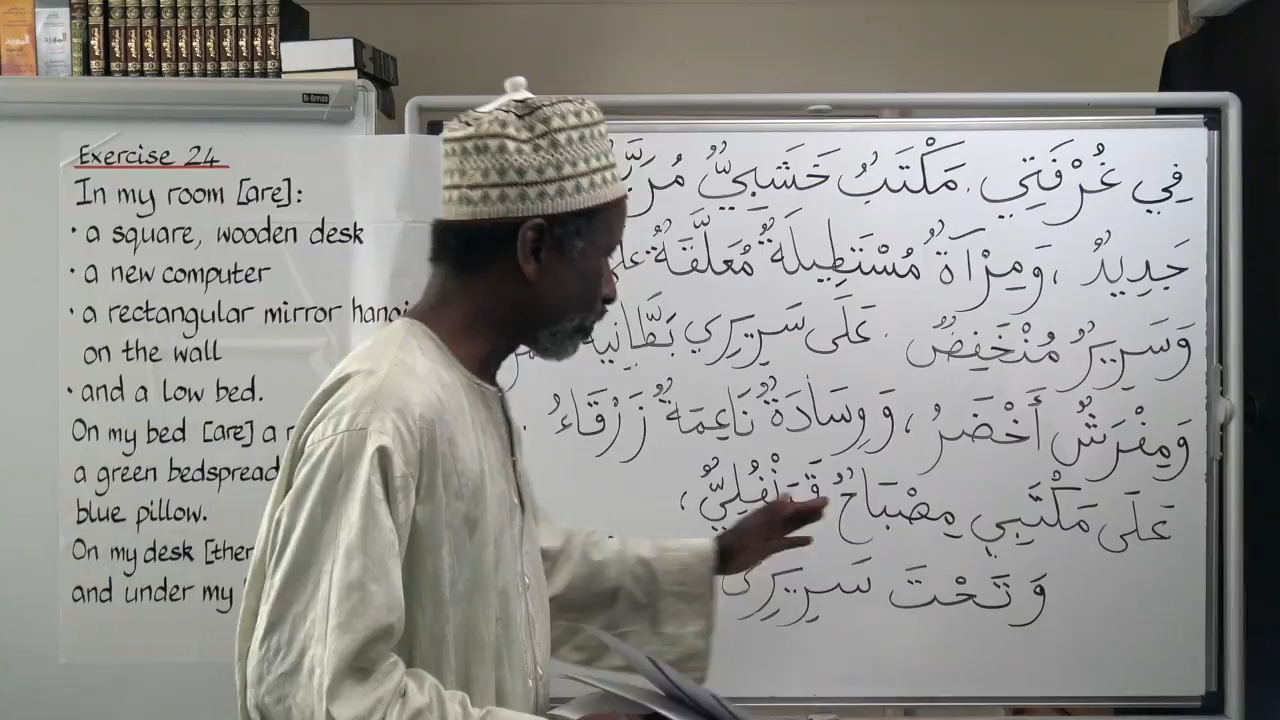 Exercise 24
In my room [are]:
• a square, wooden desk
• a new computer
• a rectangular mirror
on the wall
• and a low bed.
On my bed [are] a
a green bedspread
blue pillow.
On my desk
and under my
فِي غُرْفَتِي مَكْتَبٌ خَشَبِيٌّ
جَدِيدٌ ، وَمِرْآةٌ مُسْتَطِيلَةٌ مُعَلَّقَةٌ
وَسَرِيرٌ مُنْخَفِضٌ . عَلَى سَرِيرِي بَطَّانِيَّةٌ
وَمِفْرَشٌ أَخْضَرُ ، وَوِسَادَةٌ نَاعِمَةٌ زَرْقَاءُ .
عَلَى مَكْتَبِي مِصْبَاحٌ
وَتَحْتَ سَرِيرِي